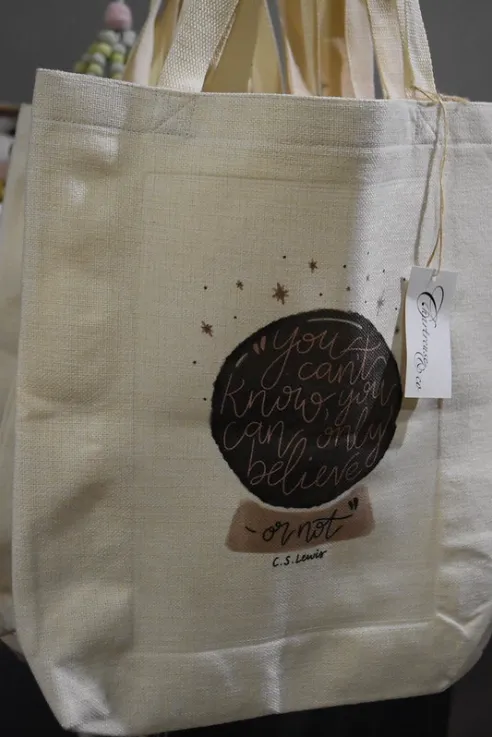 "you
can't
know, you
can only
believe
- or not"
C.S. Lewis